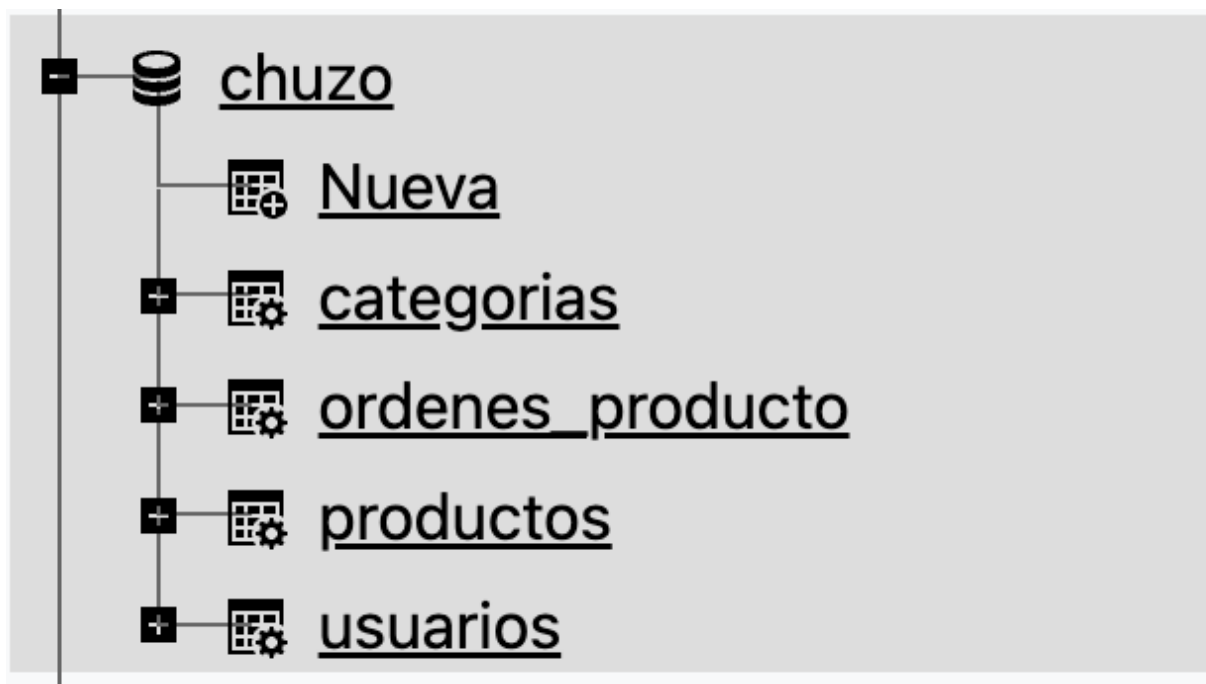 chuzo
Nueva
categorias
ordenes_producto
productos
usuarios